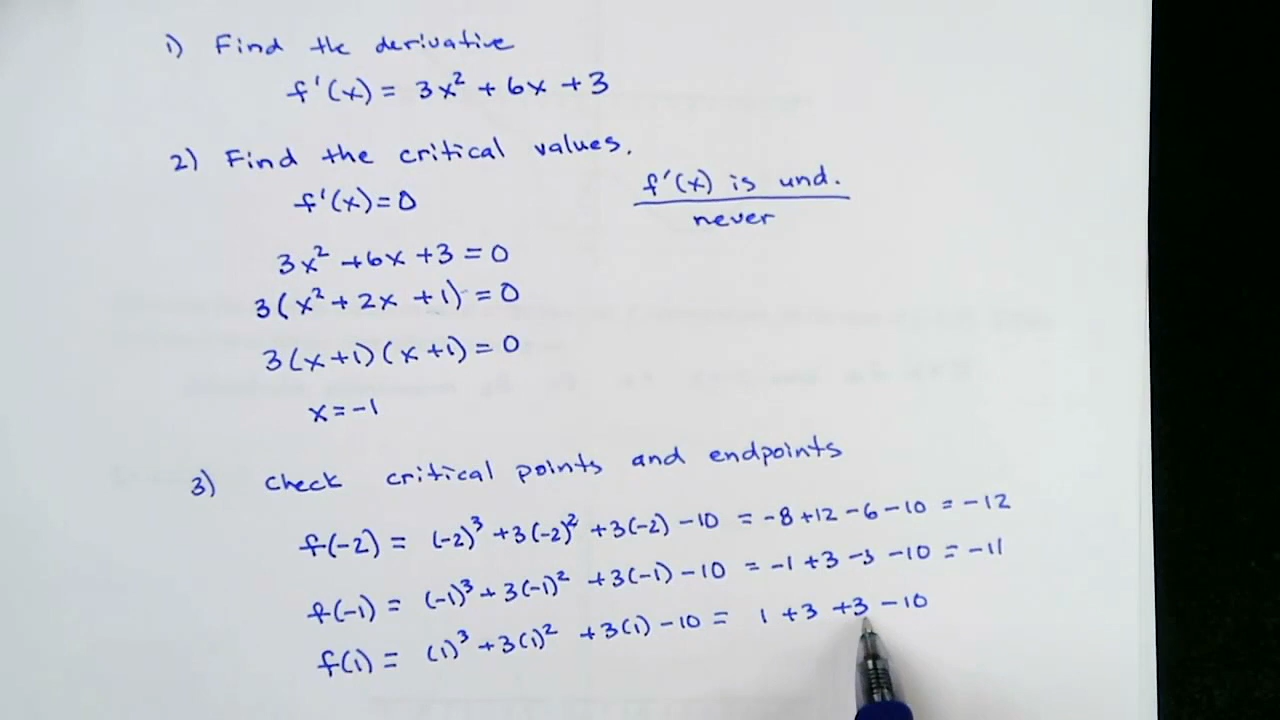 1) Find the derivative
f'(x) = 3x² + 6x + 3
2) Find the critical values.
f'(x) = 0
f'(x) is und.
never
3x² + 6x + 3 = 0
3(x² + 2x + 1) = 0
3(x+1)(x+1) = 0
x = -1
3) Check critical points and endpoints
f(-2) = (-2)³ + 3(-2)² + 3(-2) - 10 = -8 + 12 - 6 - 10 = -12
f(-1) = (-1)³ + 3(-1)² + 3(-1) - 10 = -1 + 3 - 3 - 10 = -11
f(1) = (1)³ + 3(1)² + 3(1) - 10 = 1 + 3 + 3 - 10